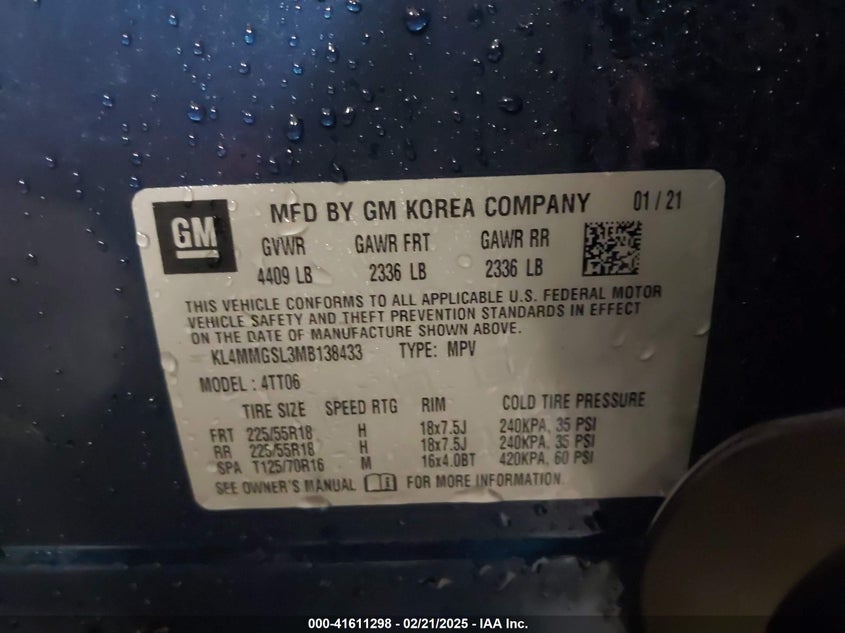 GM
MFD BY GM KOREA COMPANY 01 / 21
GVWR GAWR FRT GAWR RR
4409 LB 2336 LB 2336 LB
THIS VEHICLE CONFORMS TO ALL APPLICABLE U.S. FEDERAL MOTOR
VEHICLE SAFETY AND THEFT PREVENTION STANDARDS IN EFFECT
ON THE DATE OF MANUFACTURE SHOWN ABOVE.
KL4MMGSL3MB138433 TYPE: MPV
MODEL : 4TT06
TIRE SIZE SPEED RTG RIM COLD TIRE PRESSURE
FRT 225/55R18 H 18x7.5J 240KPA, 35 PSI
RR 225/55R18 H 18x7.5J 240KPA, 35 PSI
SPA T125/70R16 M 16x4.0BT 420KPA, 60 PSI
SEE OWNER'S MANUAL FOR MORE INFORMATION.
000-41611298 - 02/21/2025 - IAA Inc.